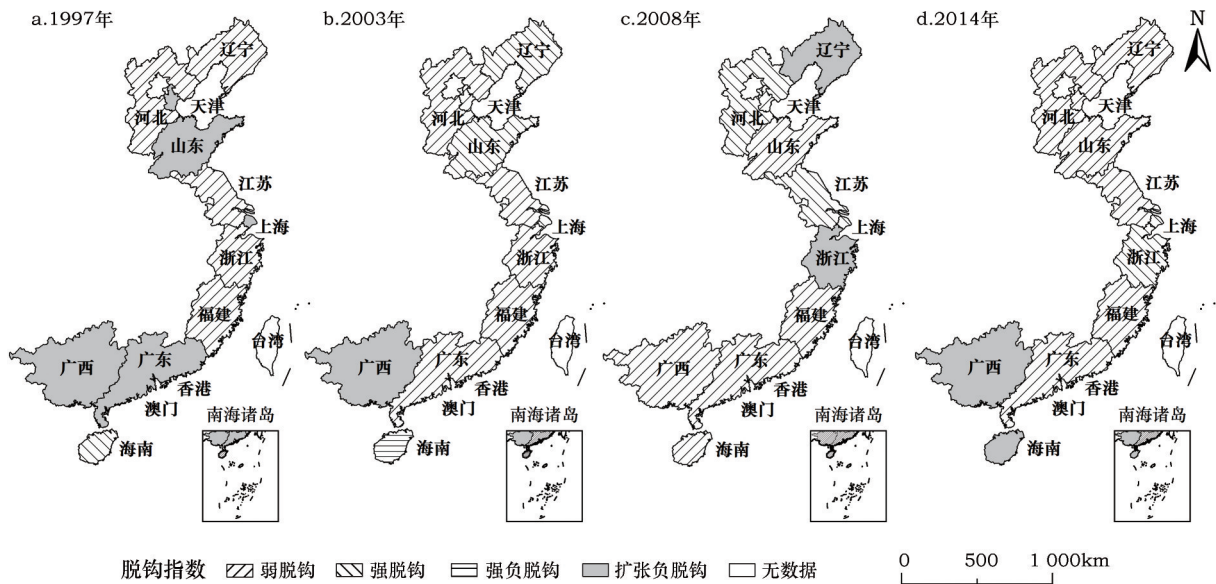 a.1997年
辽宁
天津
河北
山东
江苏
上海
浙江
福建
台湾
广西
广东
香港
澳门
海南
南海诸岛
b.2003年
辽宁
天津
河北
山东
江苏
上海
浙江
福建
台湾
广西
广东
香港
澳门
海南
南海诸岛
c.2008年
辽宁
天津
河北
山东
江苏
上海
浙江
福建
台湾
广西
广东
香港
澳门
海南
南海诸岛
d.2014年
N
辽宁
天津
河北
山东
江苏
上海
浙江
福建
台湾
广西
广东
香港
澳门
海南
南海诸岛
脱钩指数 弱脱钩 强脱钩 强负脱钩 扩张负脱钩 无数据
0 500 1 000km